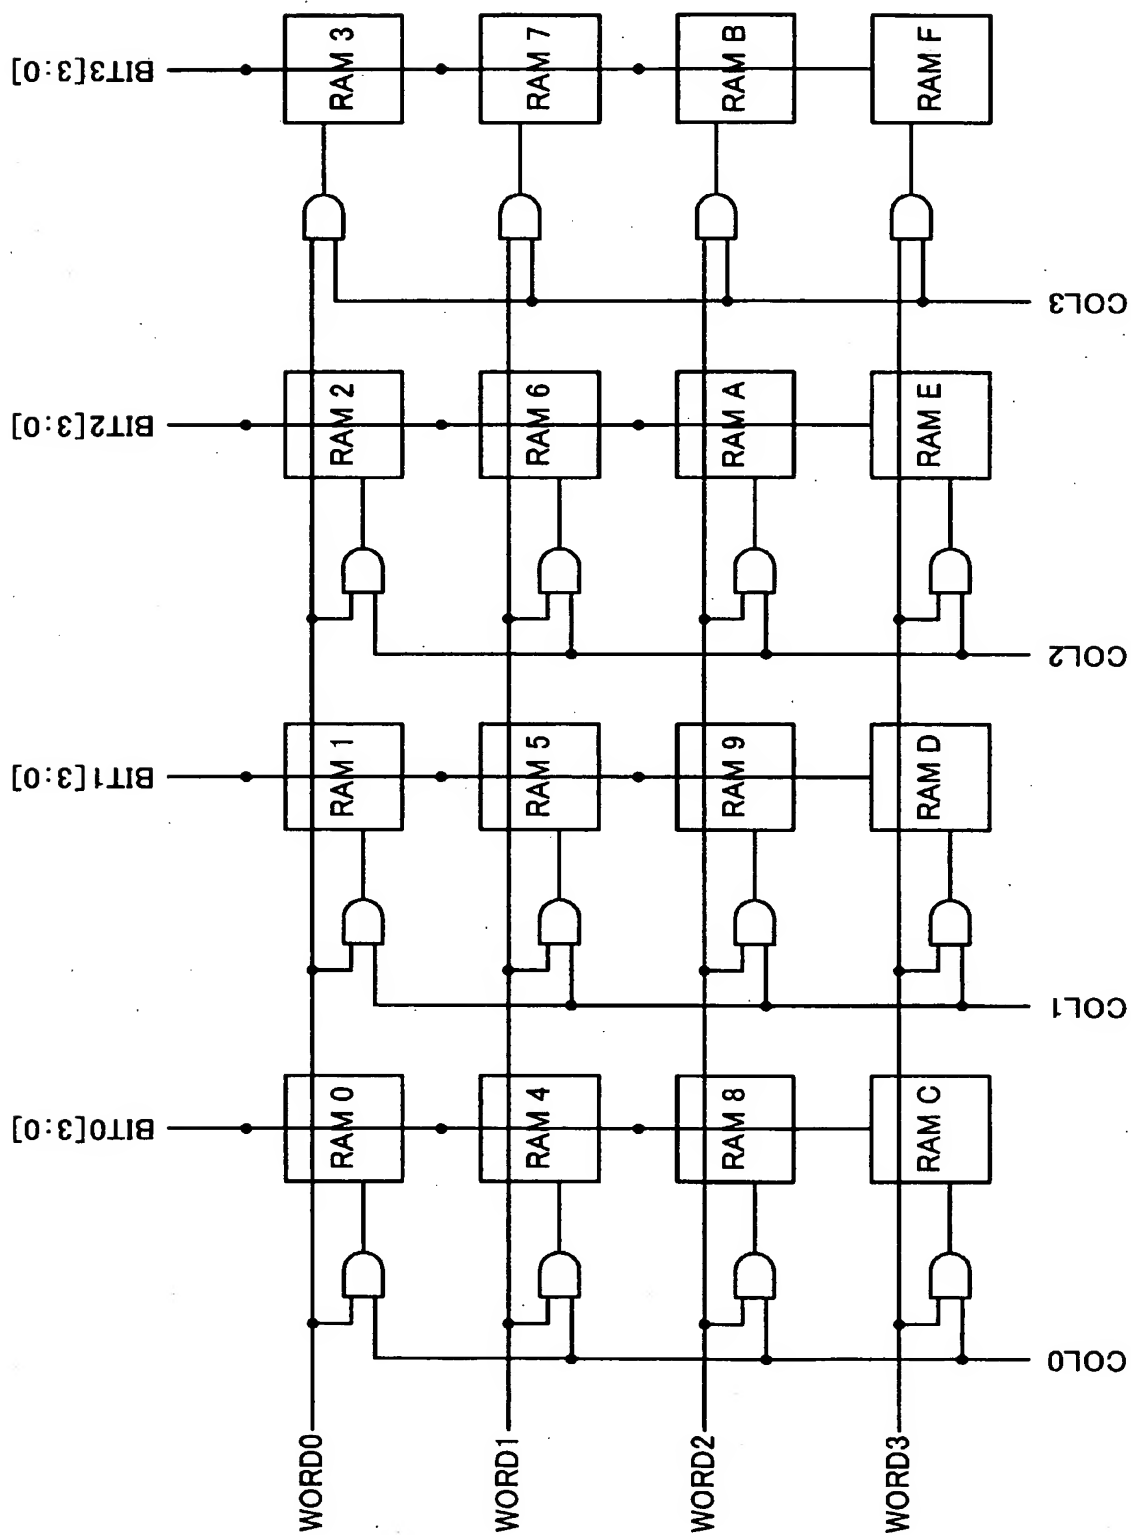 BIT3[3:0]
RAM 3
RAM 7
RAM B
RAM F
COL3
BIT2[3:0]
RAM 2
RAM 6
RAM A
RAM E
COL2
BIT1[3:0]
RAM 1
RAM 5
RAM 9
RAM D
COL1
BIT0[3:0]
RAM 0
RAM 4
RAM 8
RAM C
COL0
WORD0
WORD1
WORD2
WORD3